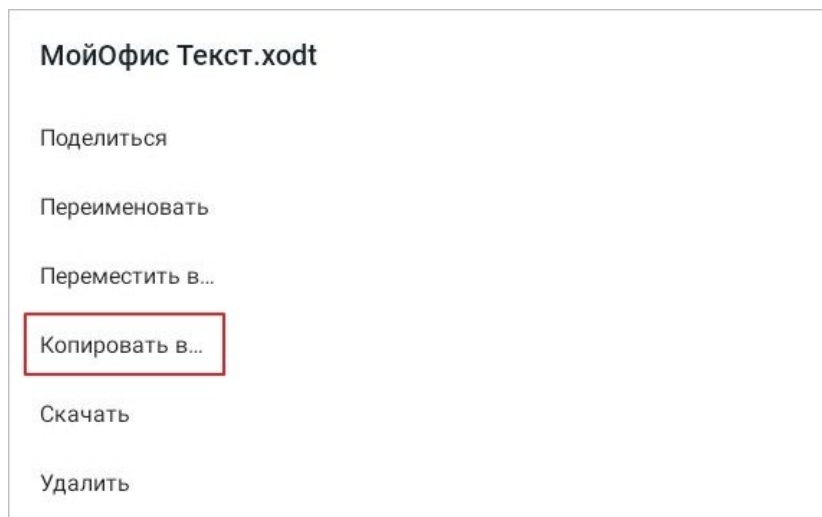 МойОфис Текст.xodt
Поделиться
Переименовать
Переместить в...
Копировать в...
Скачать
Удалить